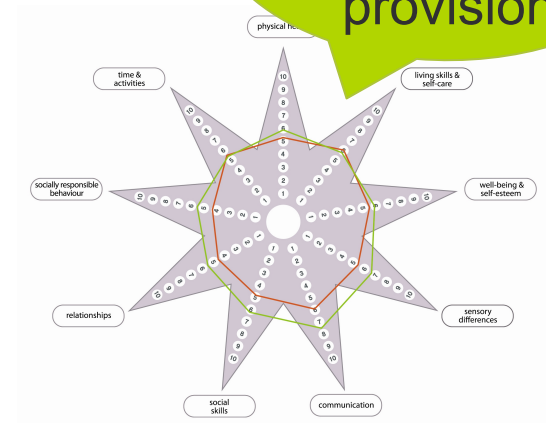 provision
physical he
time &
activities
living skills &
self-care
socially responsible
behaviour
well-being &
self-esteem
relationships
sensory
differences
social
skills
communication
10
9
8
7
6
5
4
3
2
1